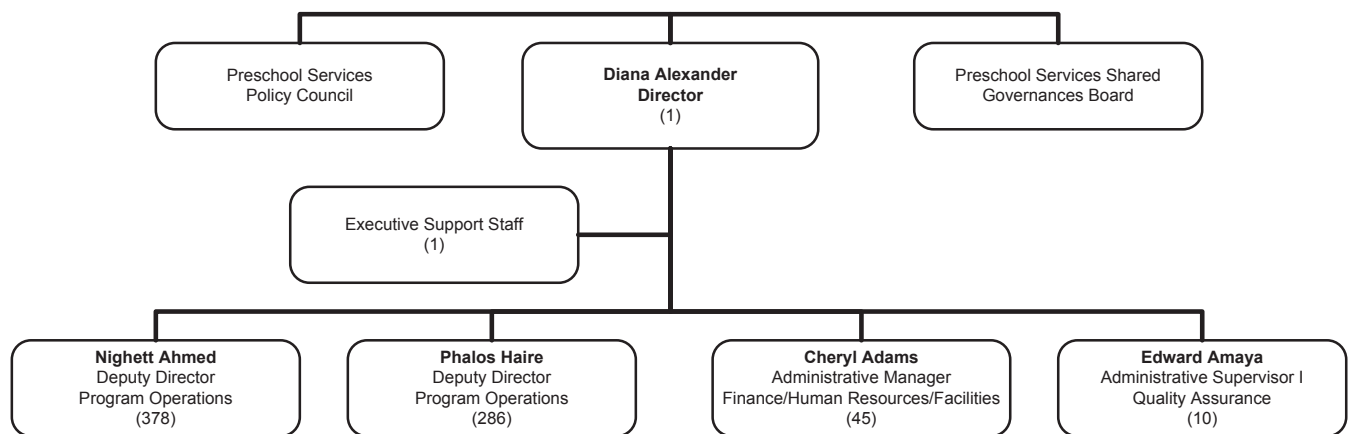 Preschool Services
Policy Council
Diana Alexander
Director
(1)
Preschool Services Shared
Governances Board
Executive Support Staff
(1)
Nighett Ahmed
Deputy Director
Program Operations
(378)
Phalos Haire
Deputy Director
Program Operations
(286)
Cheryl Adams
Administrative Manager
Finance/Human Resources/Facilities
(45)
Edward Amaya
Administrative Supervisor I
Quality Assurance
(10)